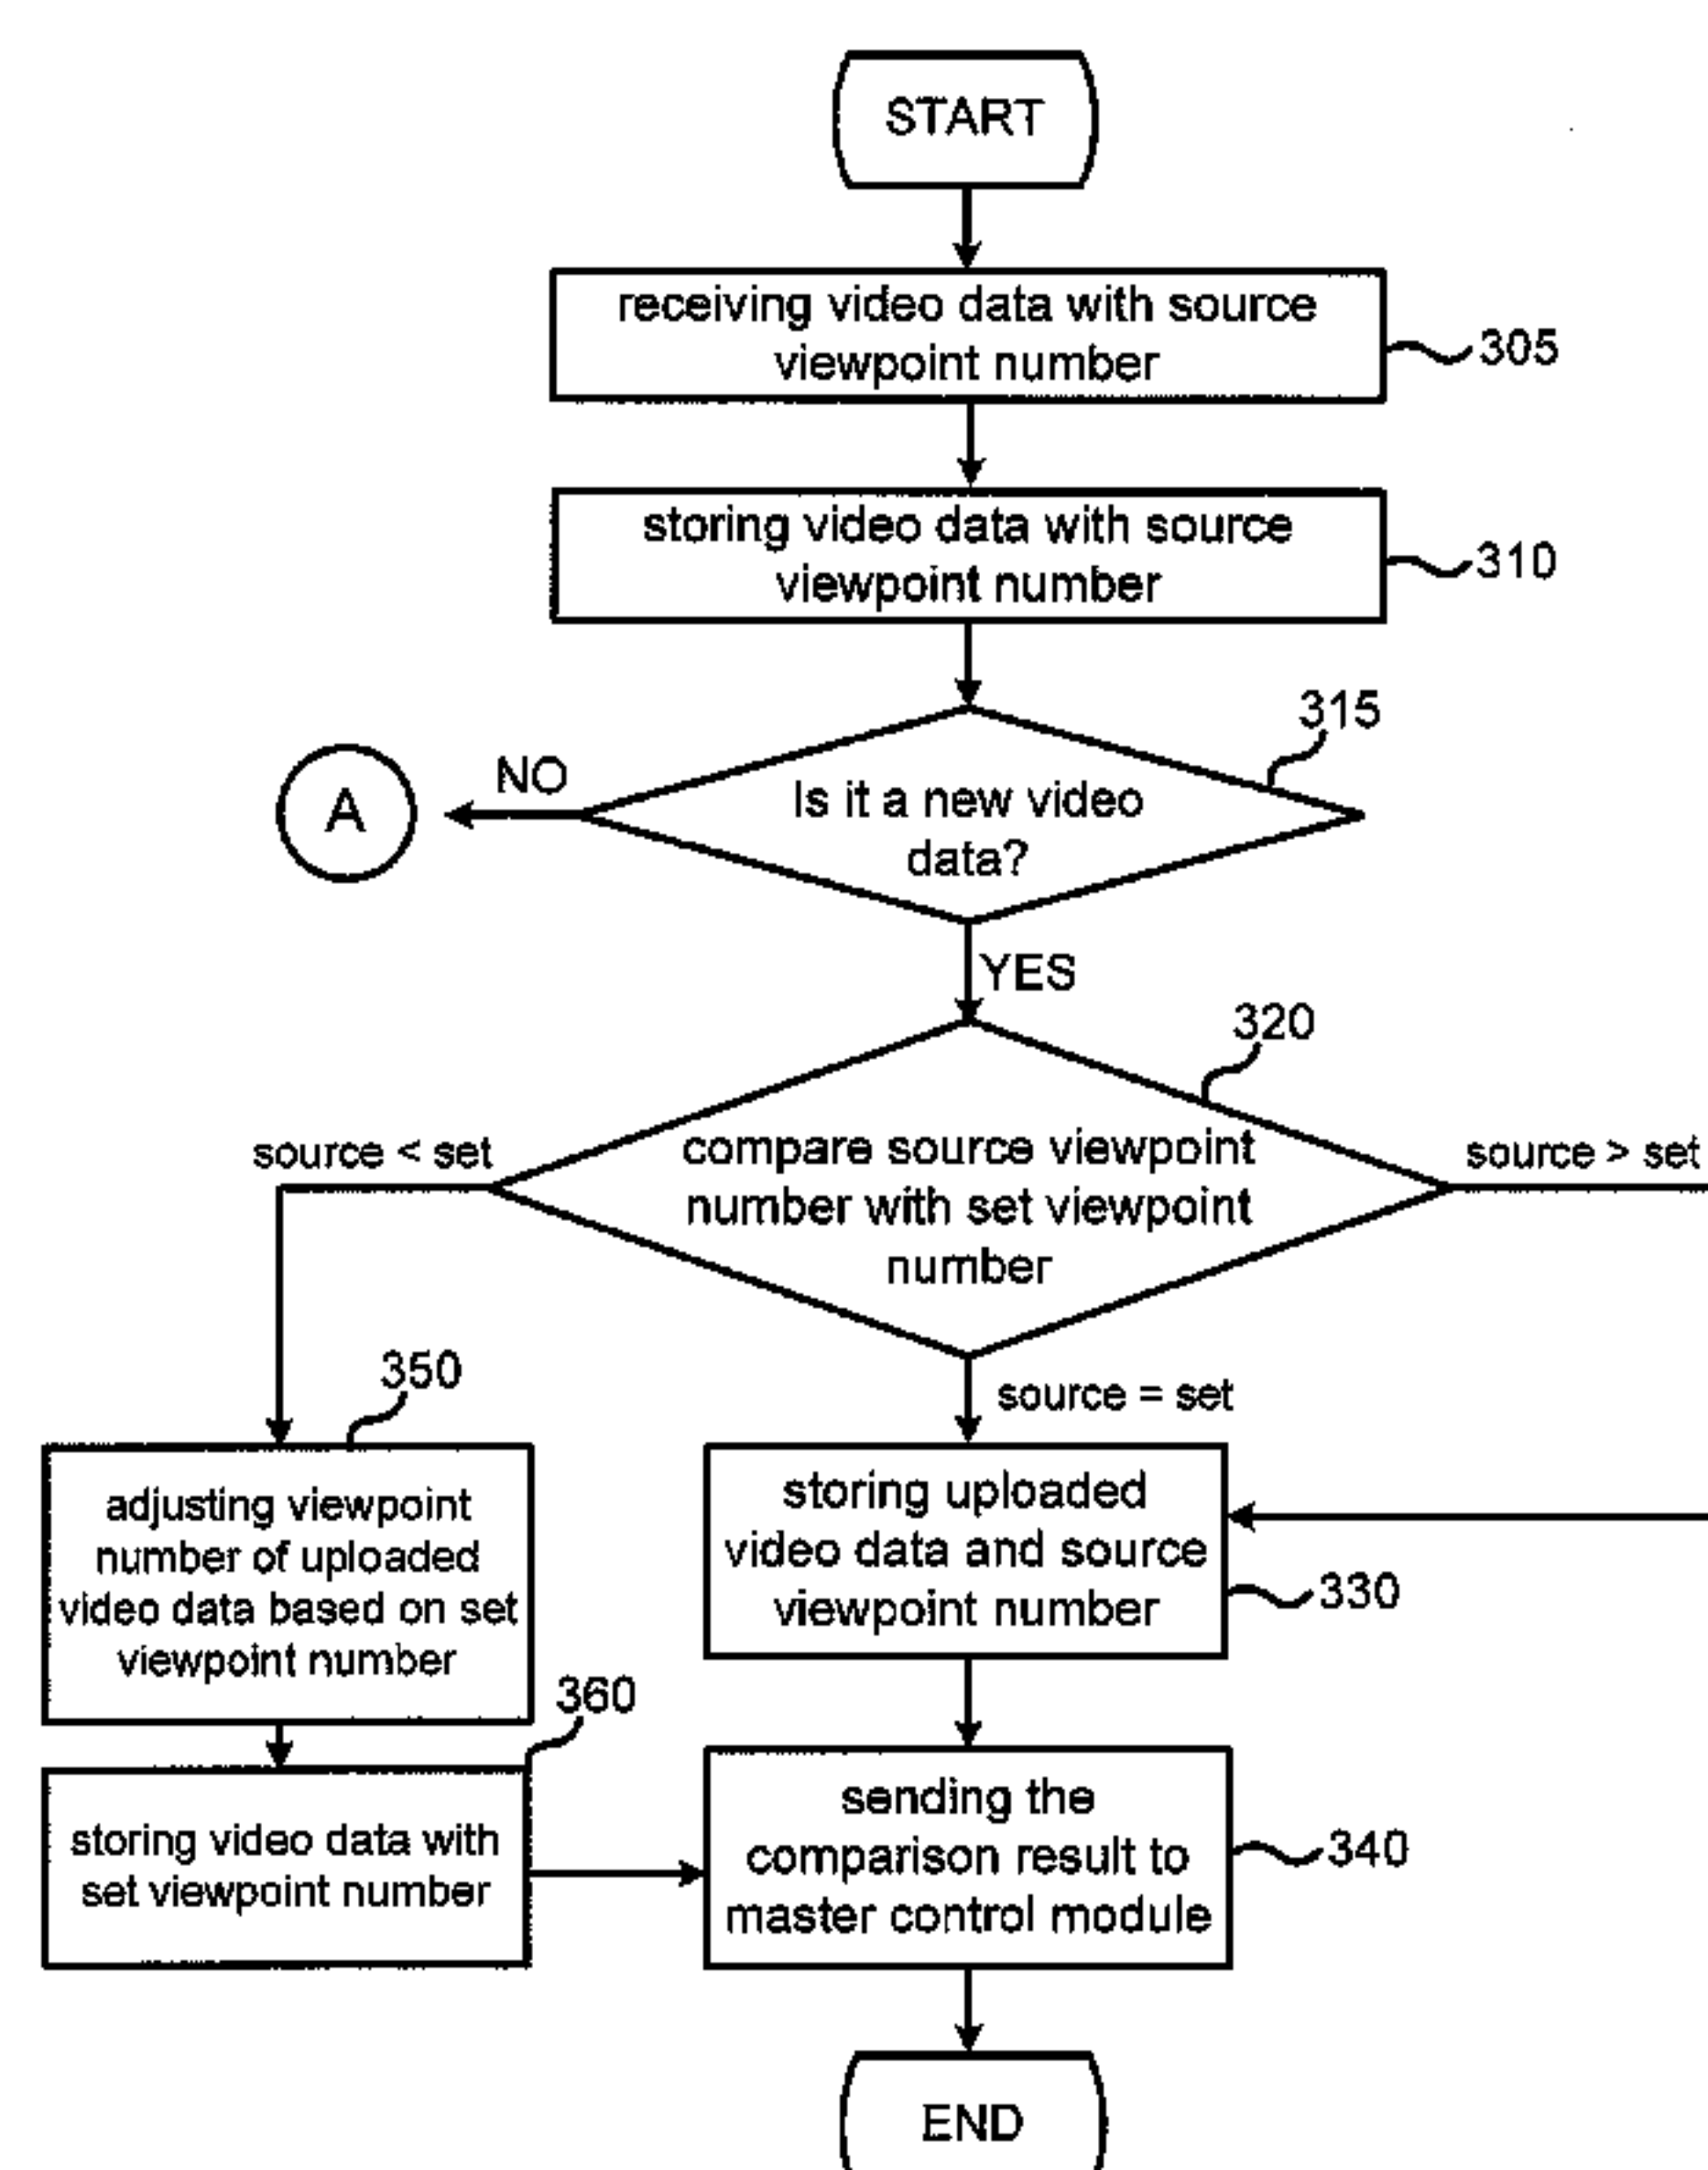 START
receiving video data with source
viewpoint number
305
storing video data with source
viewpoint number
310
315
NO
A
Is it a new video
data?
YES
320
source < set
compare source viewpoint
number with set viewpoint
number
source > set
350
source = set
adjusting viewpoint
number of uploaded
video data based on set
viewpoint number
storing uploaded
video data and source
viewpoint number
330
360
storing video data with
set viewpoint number
sending the
comparison result to
master control module
340
END